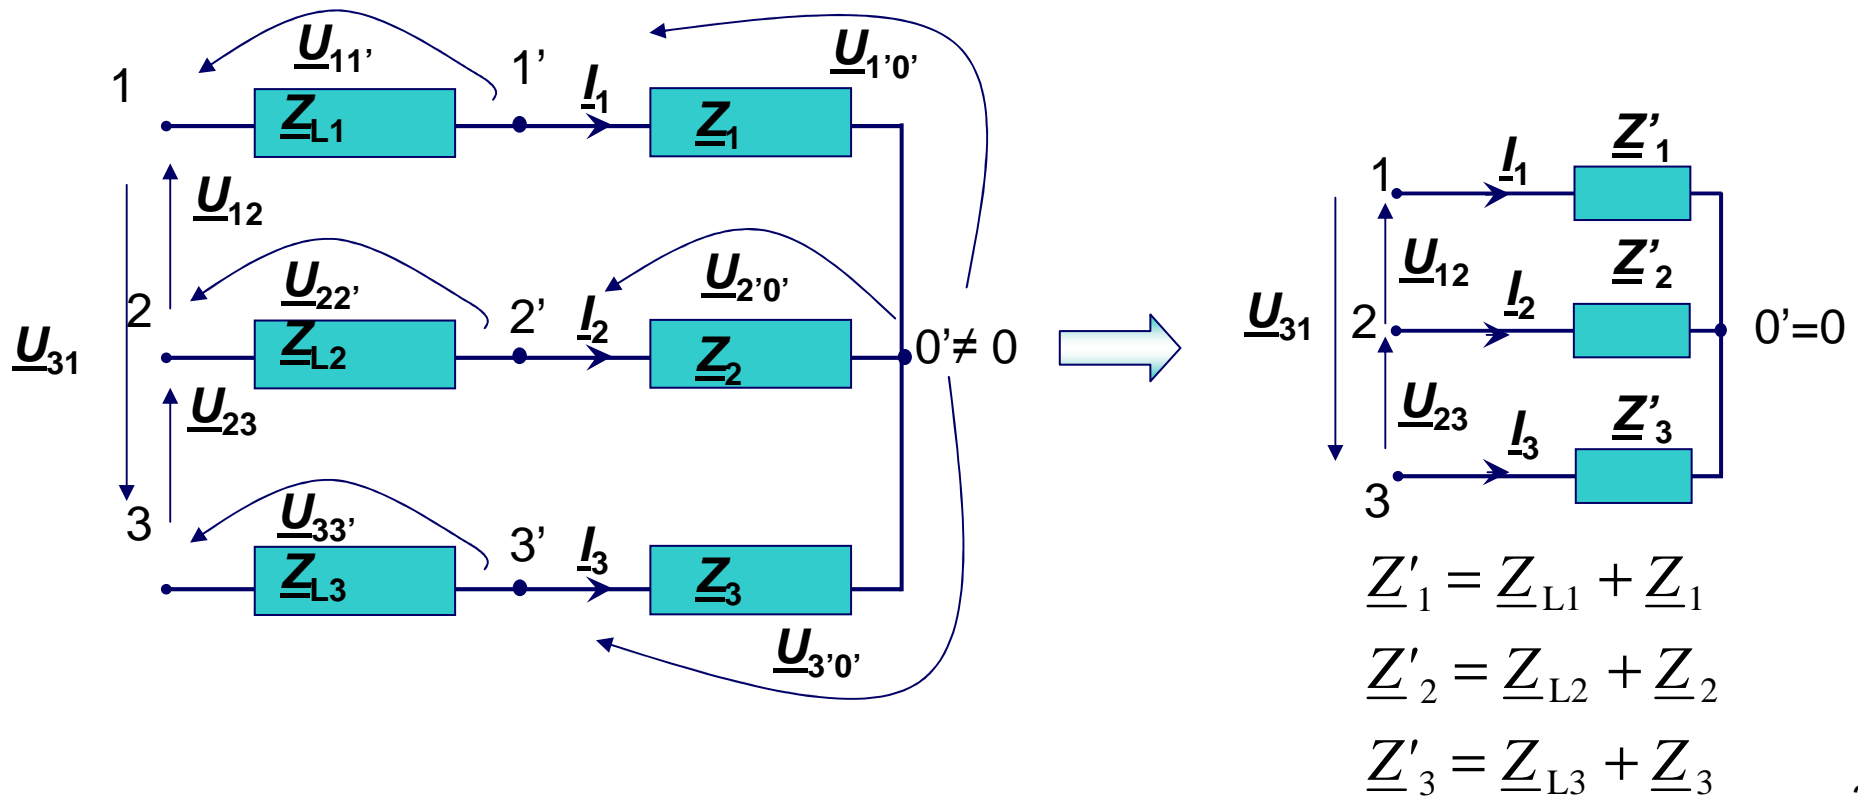 U11'
1'
U1'0'
1
ZL1
I1
Z1
U12
U22'
U2'0'
2
2'
I2
U31
ZL2
Z2
0'≠ 0
U23
3
U33'
3'
I3
ZL3
Z3
U3'0'
1
I1
Z'1
U12
I2
Z'2
U31
2
0'=0
U23
I3
Z'3
3
Z'1 = ZL1 + Z1
Z'2 = ZL2 + Z2
Z'3 = ZL3 + Z3